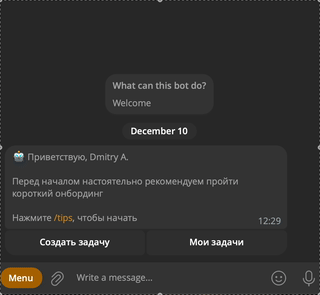 What can this bot do?
Welcome
December 10
Приветствую, Dmitry A.
Перед началом настоятельно рекомендуем пройти
короткий онбординг
Нажмите /tips, чтобы начать
12:29
Создать задачу
Мои задачи
Menu
Write a message...